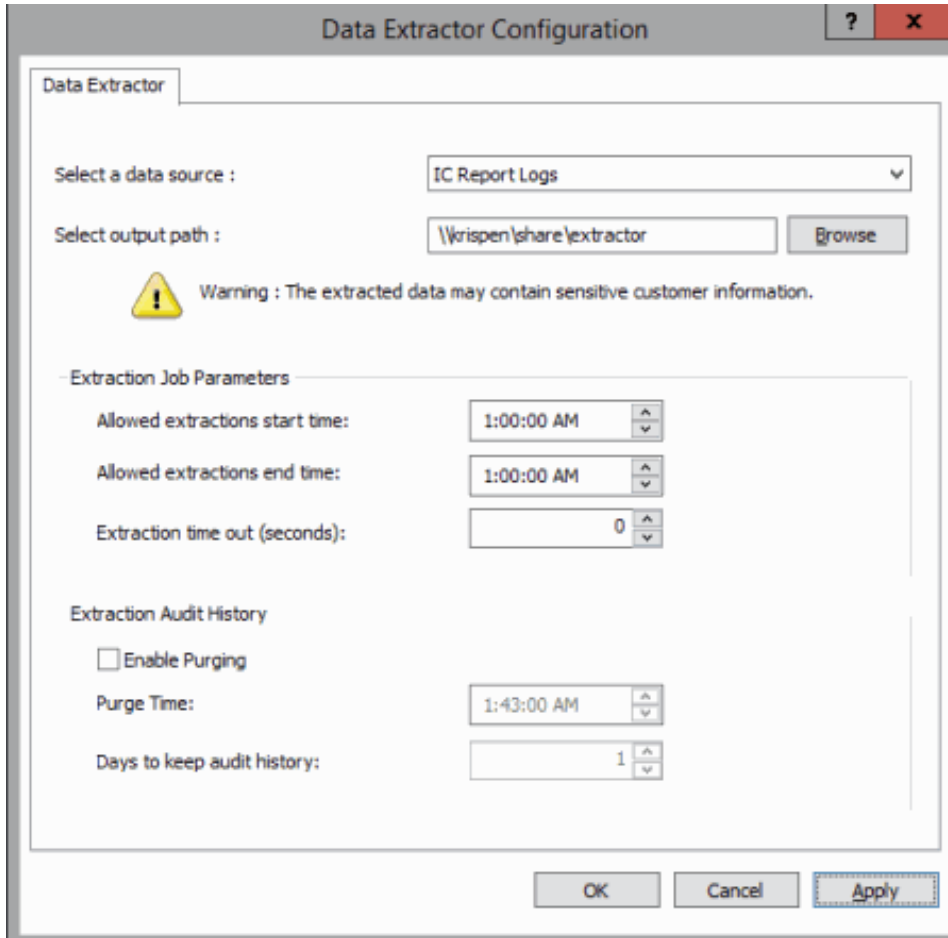 Data Extractor Configuration
?
x
Data Extractor
Select a data source :
IC Report Logs
Select output path :
\\krispen\share\extractor
Browse
Warning : The extracted data may contain sensitive customer information.
Extraction Job Parameters
Allowed extractions start time:
1:00:00 AM
Allowed extractions end time:
1:00:00 AM
Extraction time out (seconds):
0
Extraction Audit History
Enable Purging
Purge Time:
1:43:00 AM
Days to keep audit history:
1
OK
Cancel
Apply